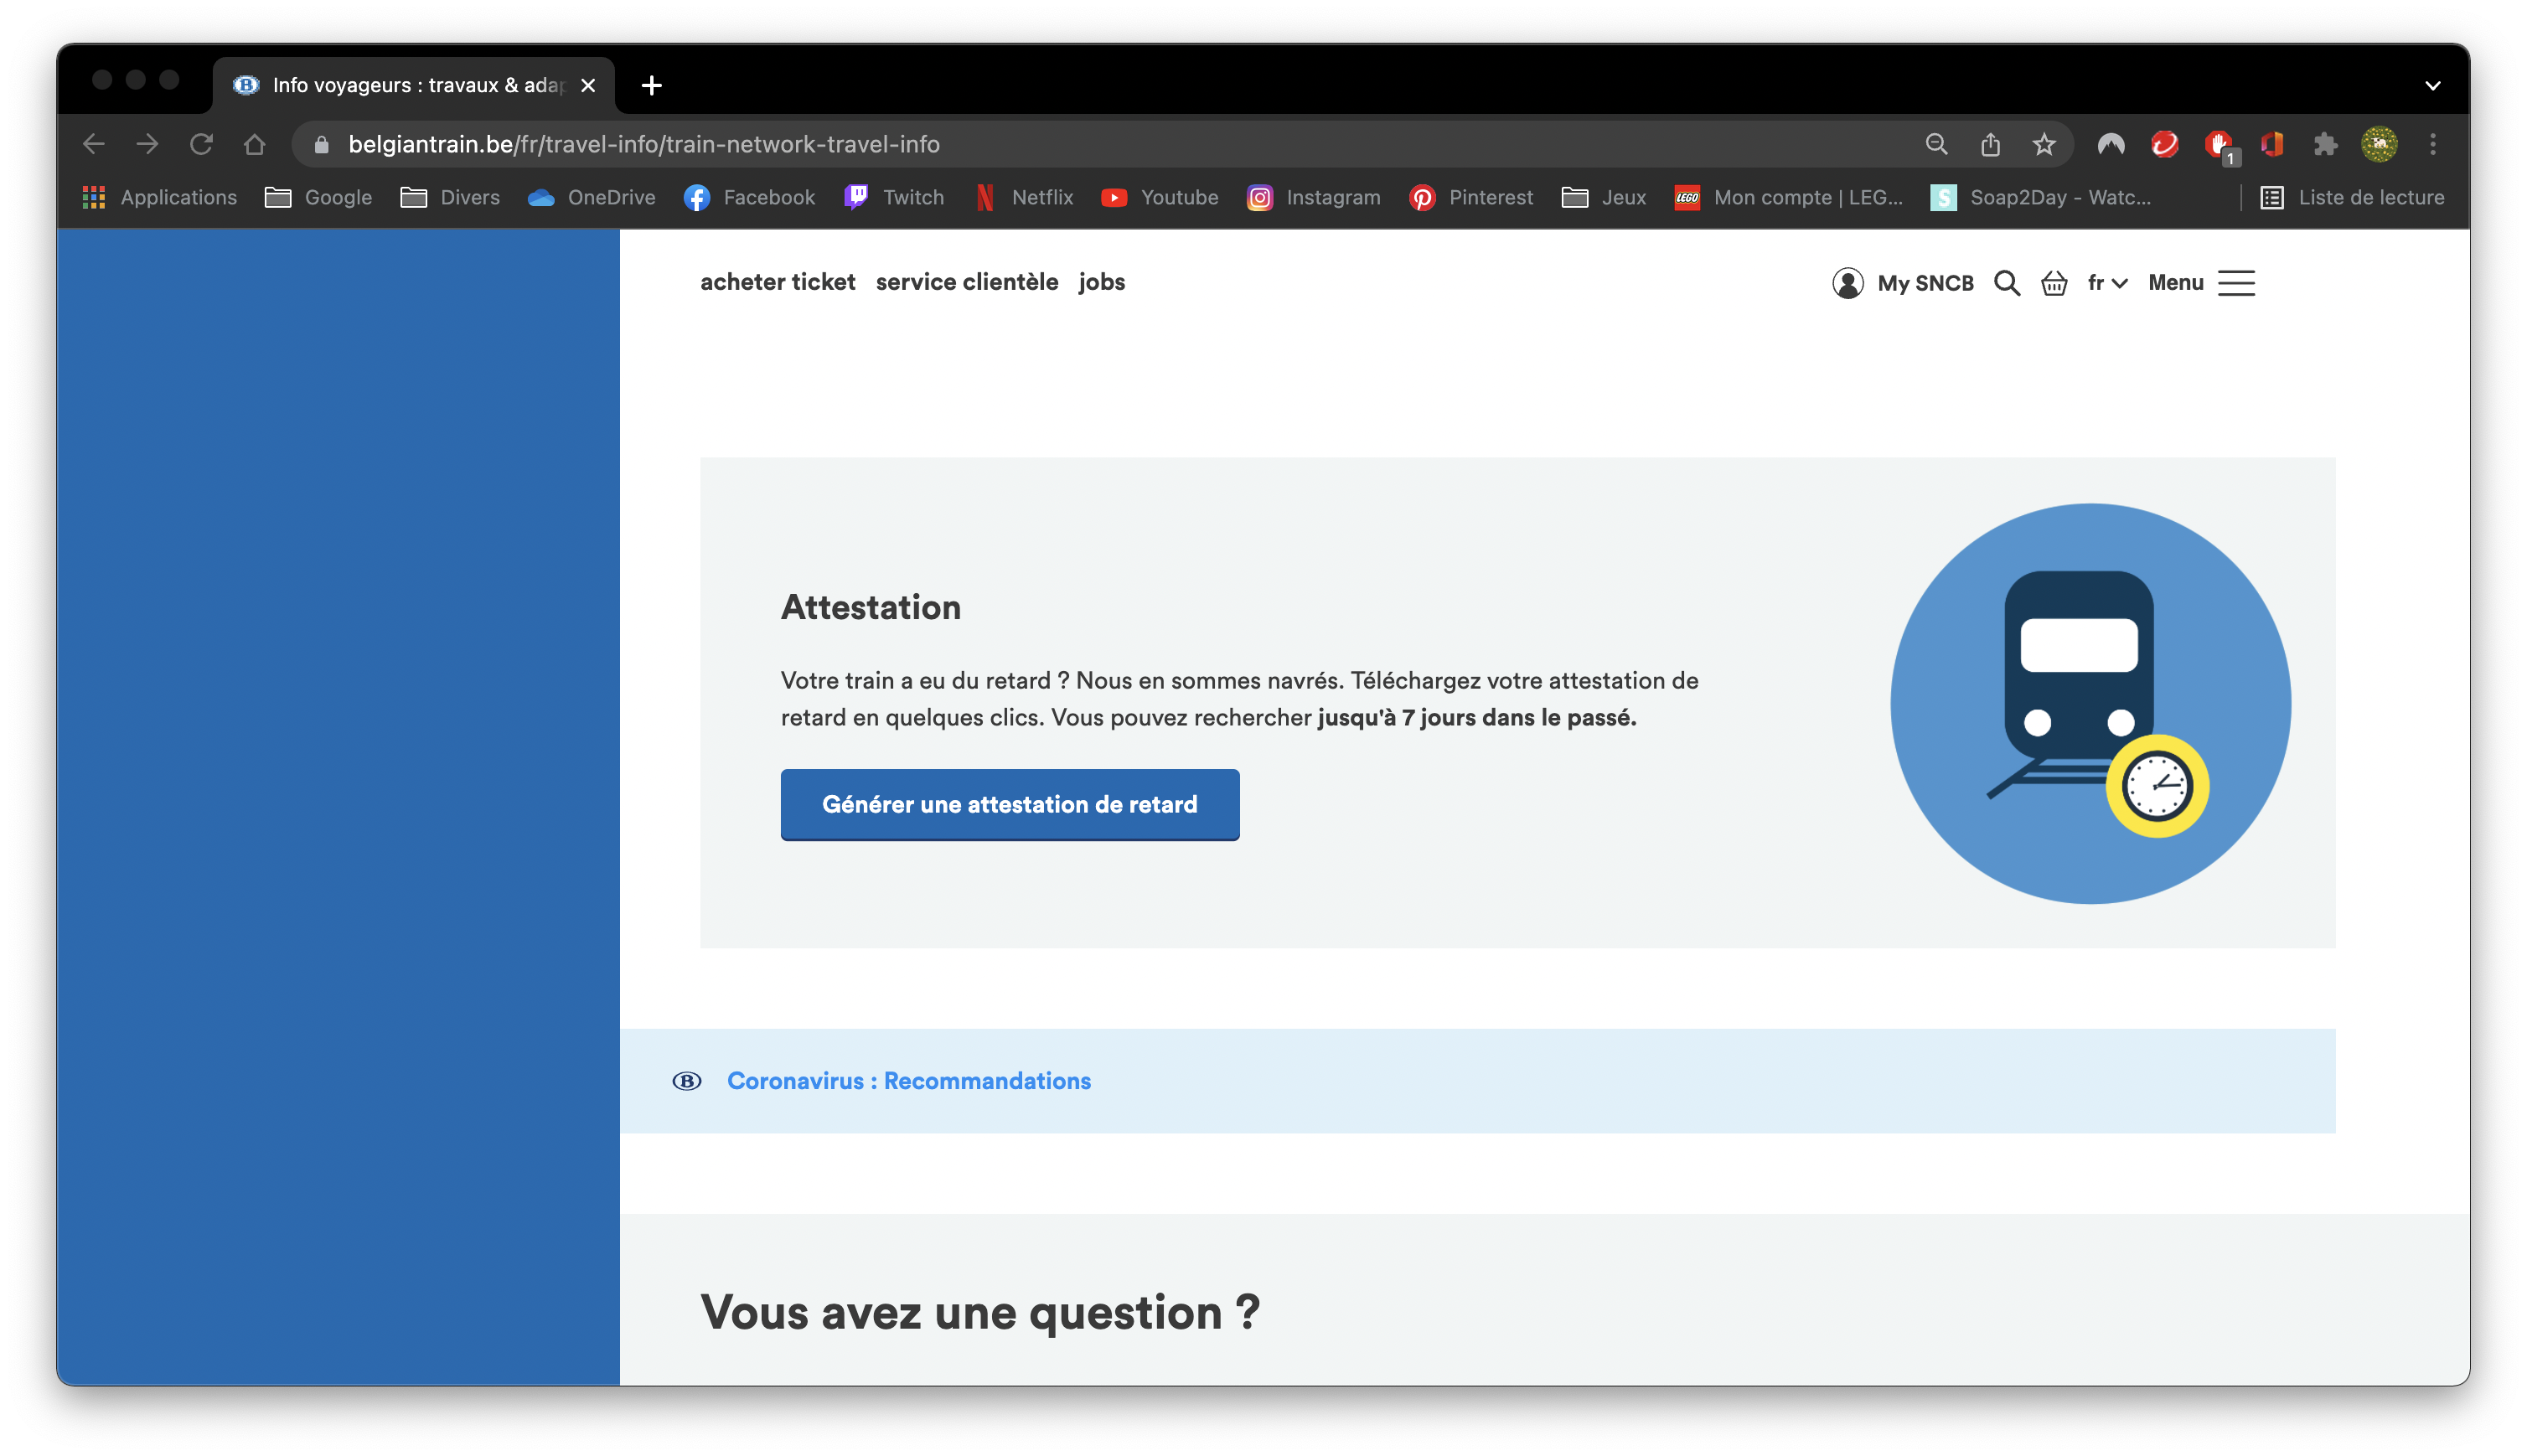 Info voyageurs : travaux & adap
belgiantrain.be/fr/travel-info/train-network-travel-info
1
Applications Google Divers OneDrive Facebook Twitch Netflix Youtube Instagram Pinterest Jeux LEGO Mon compte | LEG... S Soap2Day - Watc... Liste de lecture
acheter ticket service clientèle jobs My SNCB fr Menu
Attestation
Votre train a eu du retard ? Nous en sommes navrés. Téléchargez votre attestation de
retard en quelques clics. Vous pouvez rechercher jusqu'à 7 jours dans le passé.
Générer une attestation de retard
B Coronavirus : Recommandations
Vous avez une question ?